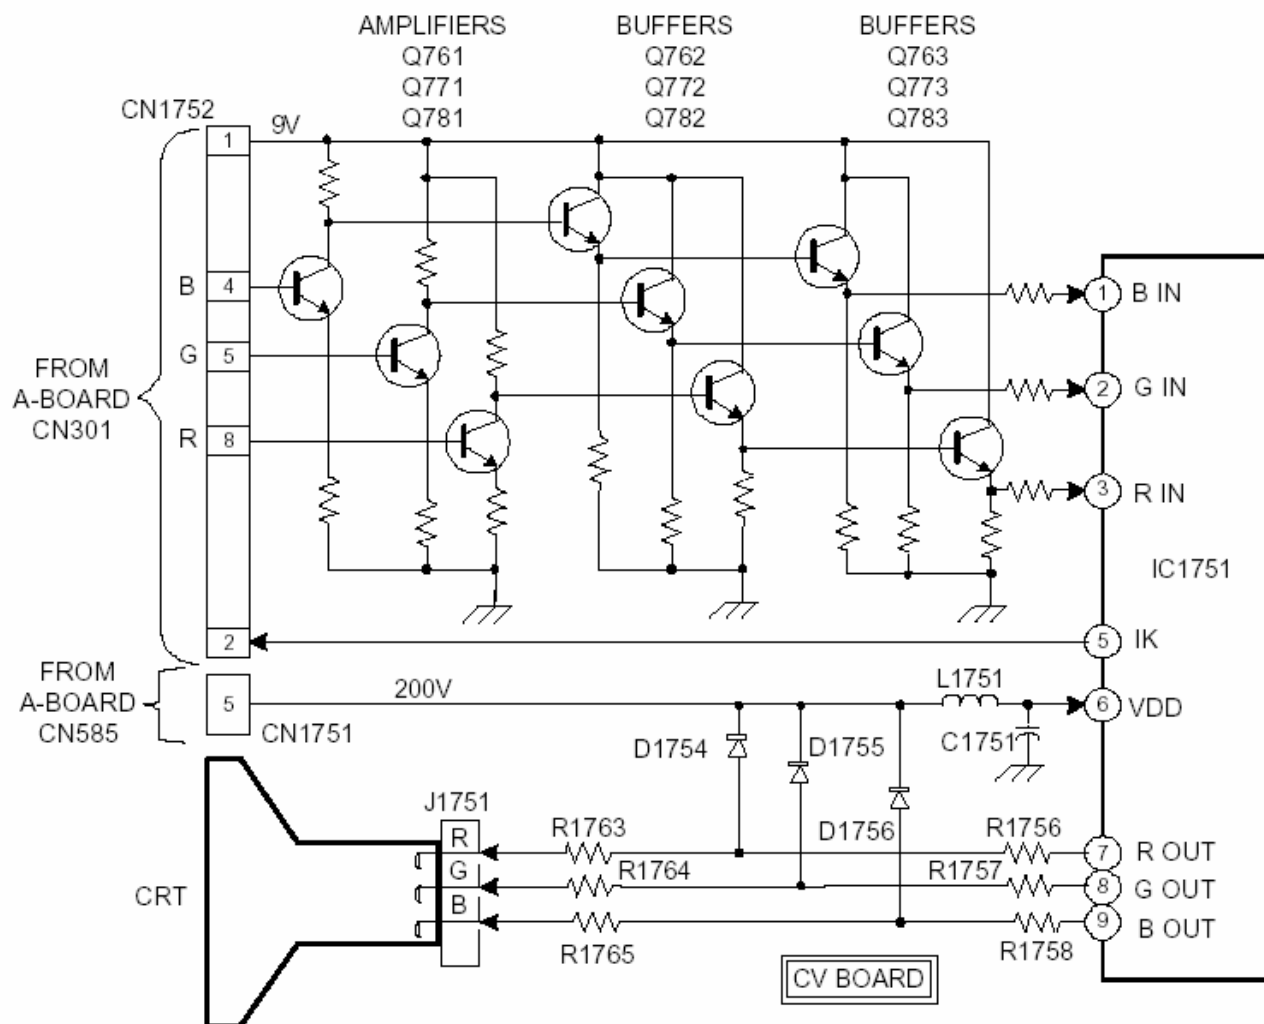 AMPLIFIERS
Q761
Q771
Q781
BUFFERS
Q762
Q772
Q782
BUFFERS
Q763
Q773
Q783
CN1752
1
9V
B
4
G
5
R
8
FROM
A-BOARD
CN301
2
1
B IN
2
G IN
3
R IN
IC1751
5
IK
FROM
A-BOARD
CN585
5
CN1751
200V
L1751
6
VDD
C1751
D1754
D1755
D1756
CRT
J1751
R
G
B
R1763
R1764
R1765
R1756
R1757
R1758
7
R OUT
8
G OUT
9
B OUT
CV BOARD